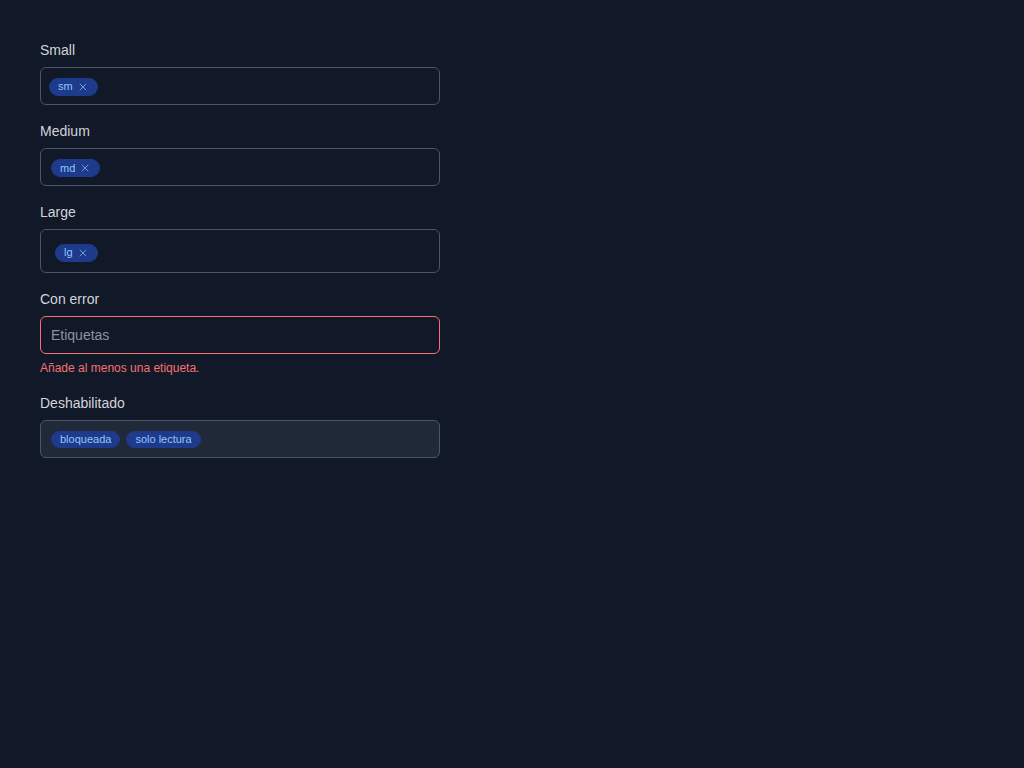 Small
sm
Medium
md
Large
lg
Con error
Etiquetas
Añade al menos una etiqueta.
Deshabilitado
bloqueada solo lectura